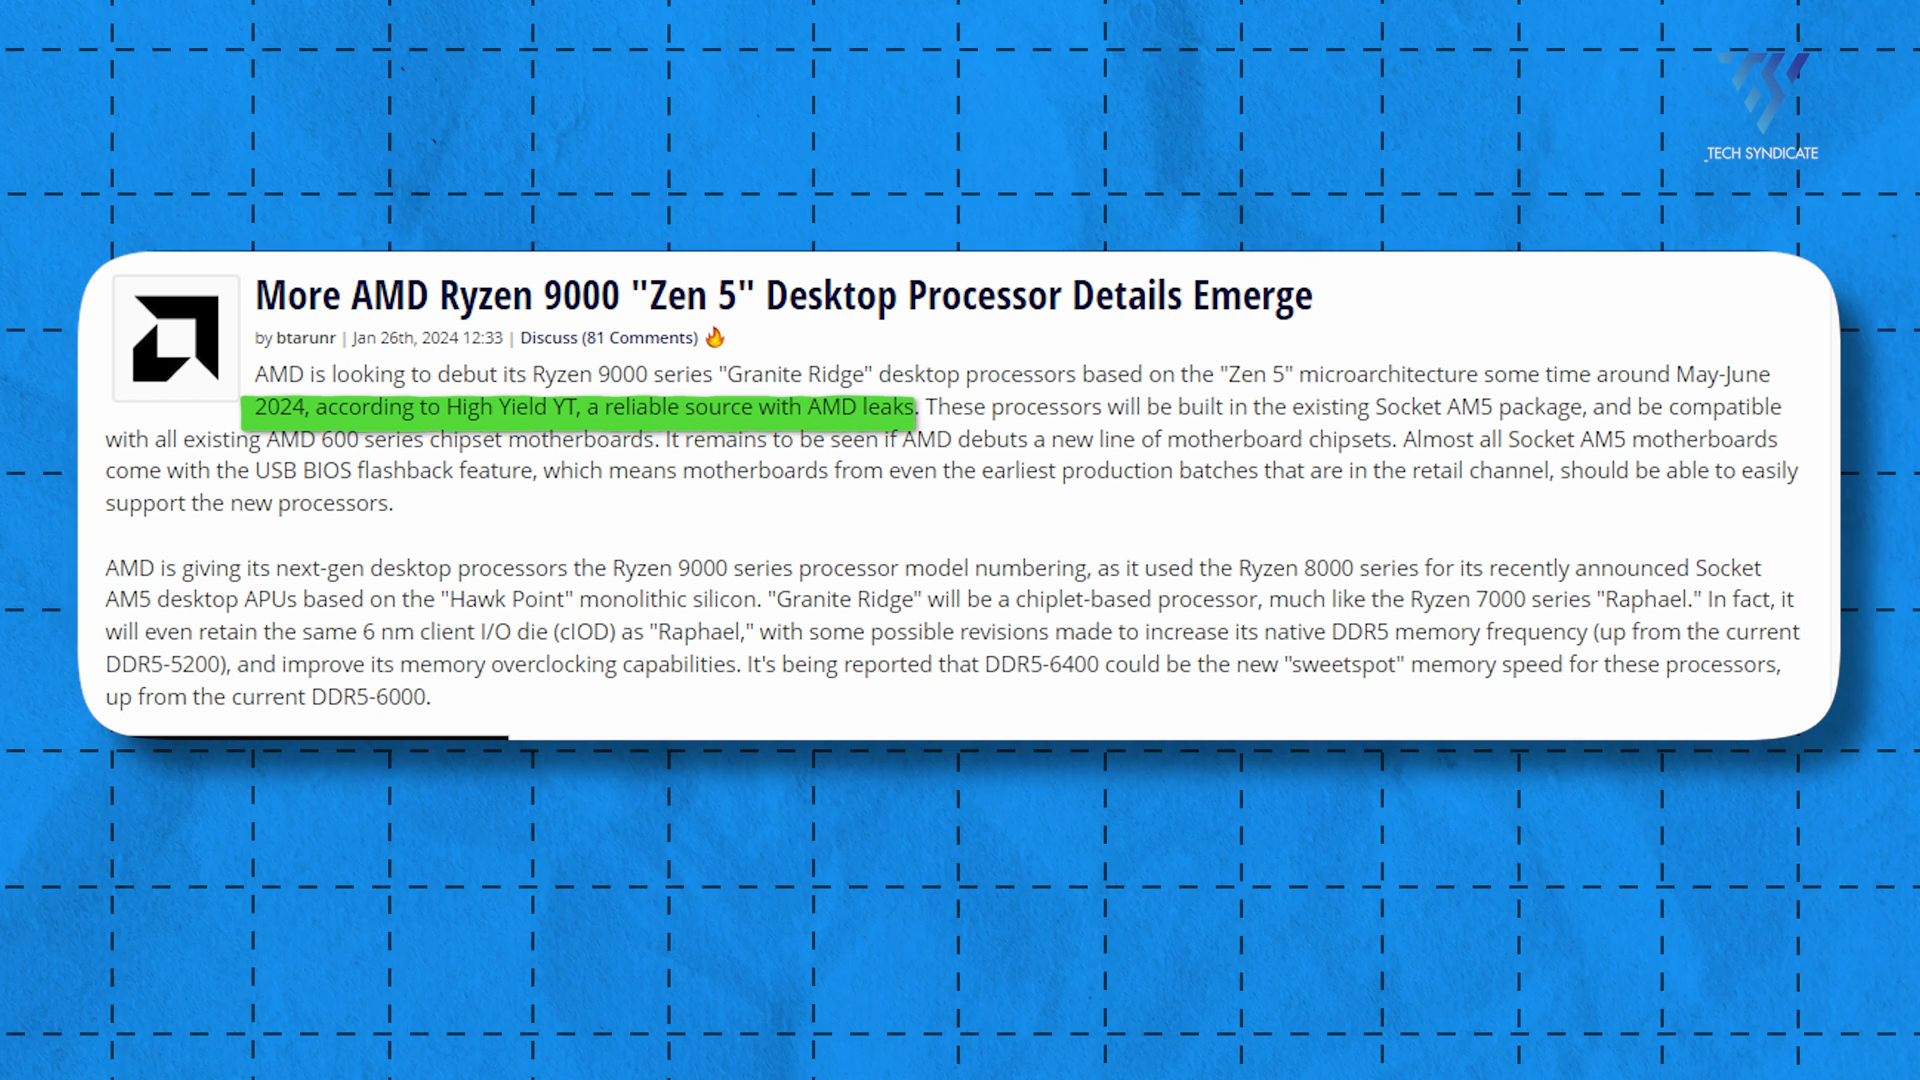 _TECH SYNDICATE
More AMD Ryzen 9000 "Zen 5" Desktop Processor Details Emerge
by btarunr | Jan 26th, 2024 12:33 | Discuss (81 Comments)
AMD is looking to debut its Ryzen 9000 series "Granite Ridge" desktop processors based on the "Zen 5" microarchitecture some time around May-June
2024, according to High Yield YT, a reliable source with AMD leaks. These processors will be built in the existing Socket AM5 package, and be compatible
with all existing AMD 600 series chipset motherboards. It remains to be seen if AMD debuts a new line of motherboard chipsets. Almost all Socket AM5 motherboards
come with the USB BIOS flashback feature, which means motherboards from even the earliest production batches that are in the retail channel, should be able to easily
support the new processors.
AMD is giving its next-gen desktop processors the Ryzen 9000 series processor model numbering, as it used the Ryzen 8000 series for its recently announced Socket
AM5 desktop APUs based on the "Hawk Point" monolithic silicon. "Granite Ridge" will be a chiplet-based processor, much like the Ryzen 7000 series "Raphael." In fact, it
will even retain the same 6 nm client I/O die (cIOD) as "Raphael," with some possible revisions made to increase its native DDR5 memory frequency (up from the current
DDR5-5200), and improve its memory overclocking capabilities. It's being reported that DDR5-6400 could be the new "sweetspot" memory speed for these processors,
up from the current DDR5-6000.